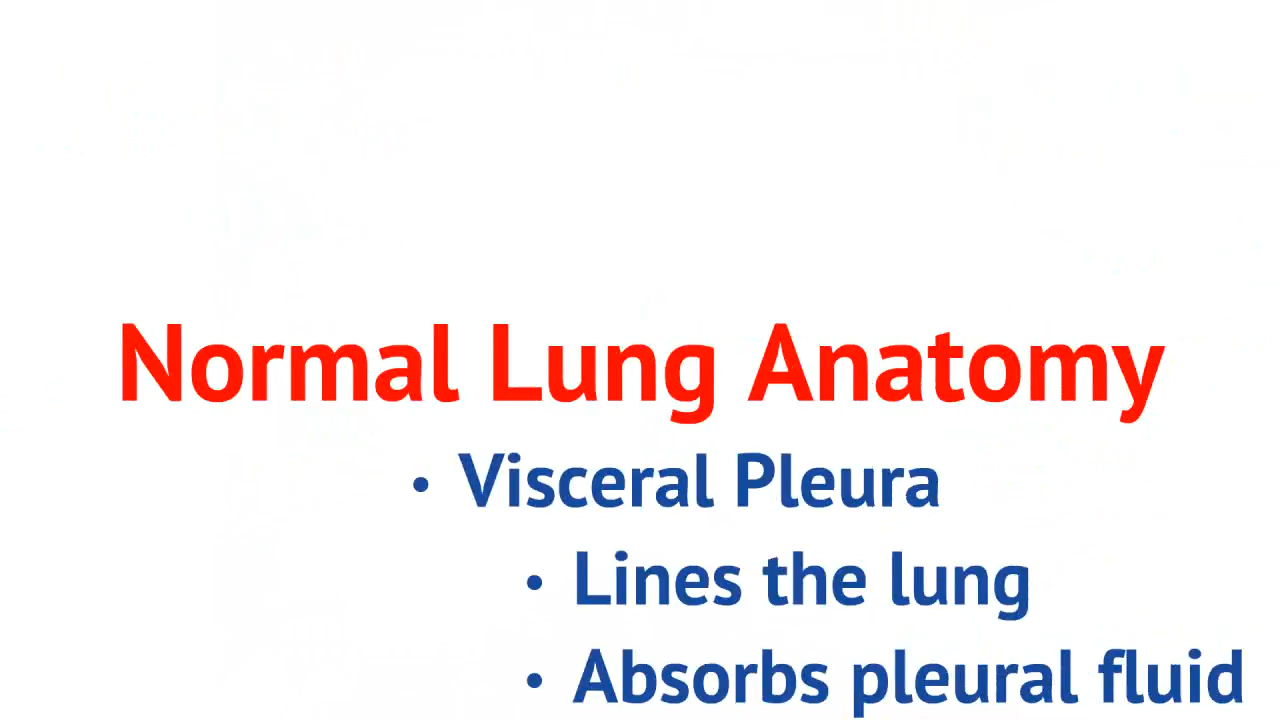 Normal Lung Anatomy
• Visceral Pleura
• Lines the lung
• Absorbs pleural fluid